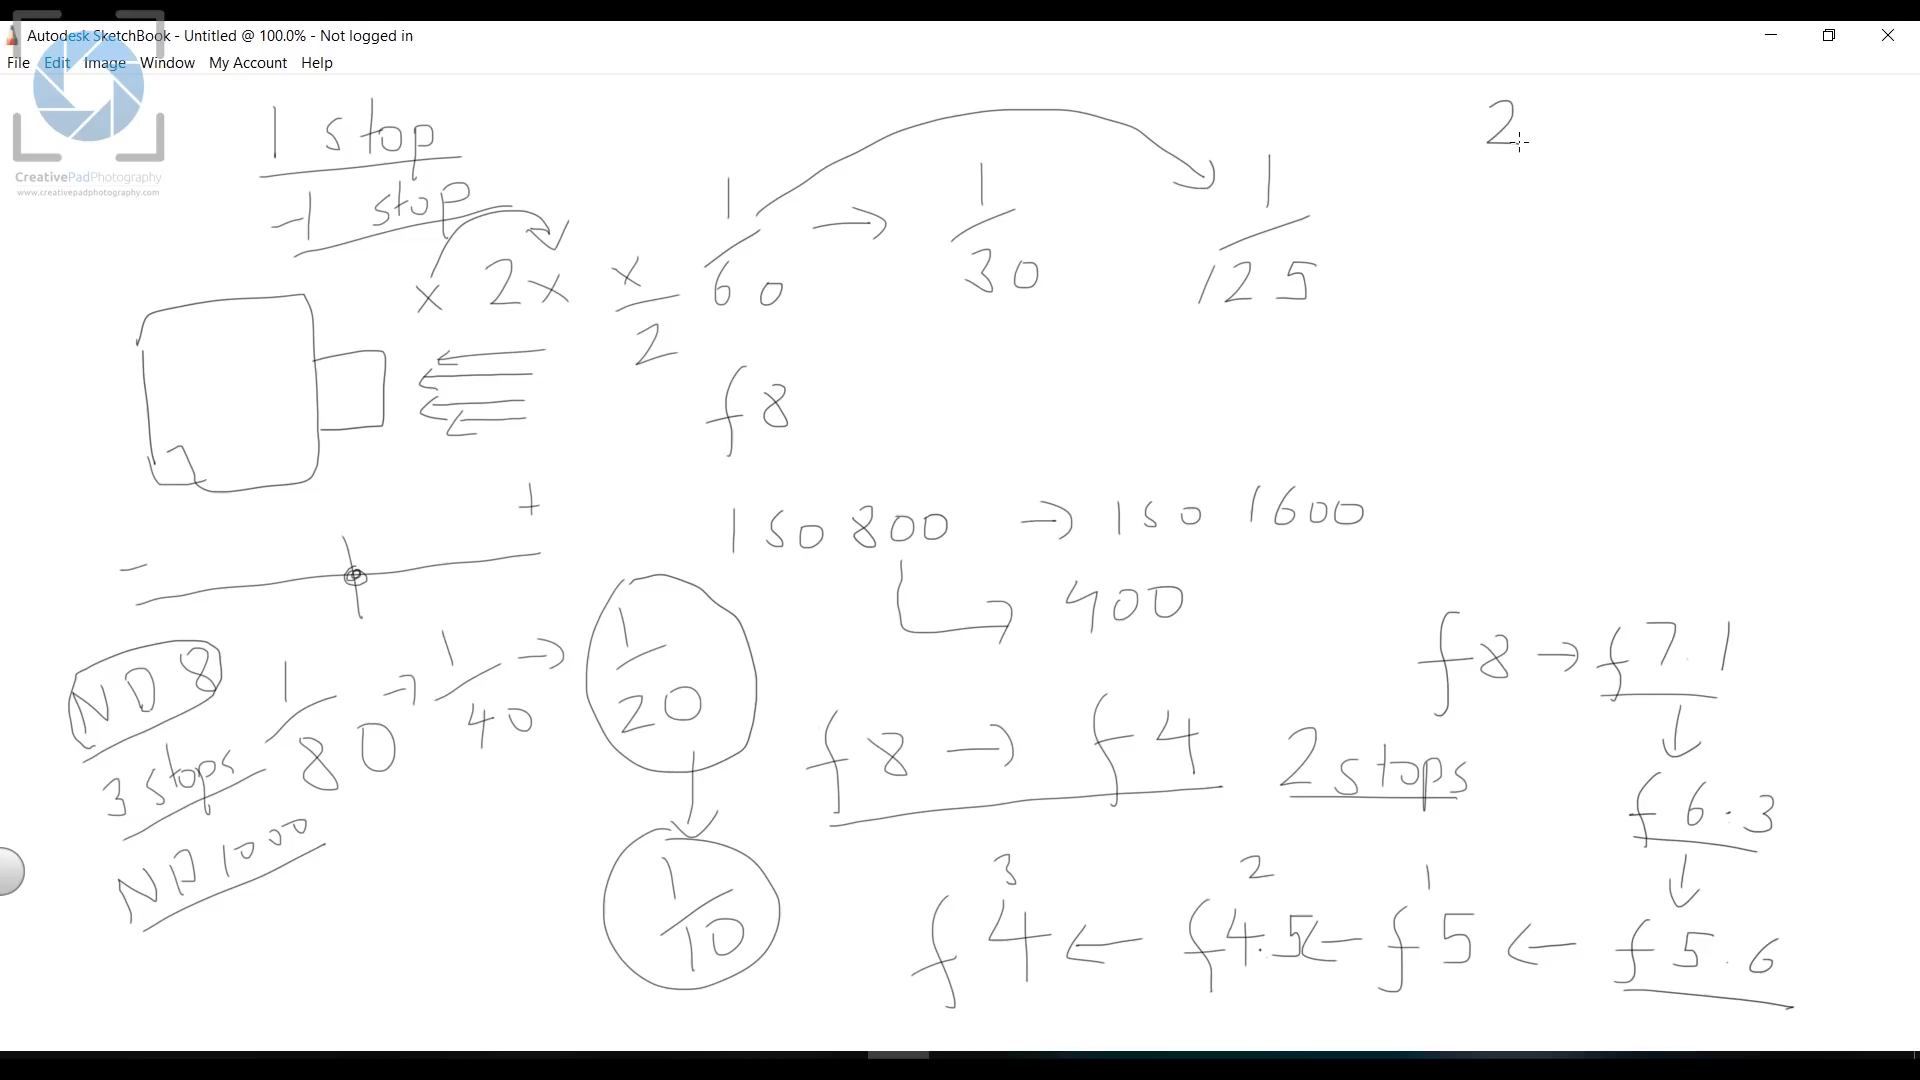 Autodesk SketchBook - Untitled @ 100.0% - Not logged in
File Edit Image Window My Account Help
CreativePadPhotography
www.creativepadphotography.com
1 stop
-1 stop
x 2x x/2
1/60 → 1/30 1/125
2
f8
ISO 800 → ISO 1600
→ 400
- +
ND8
3 stops
ND1000
1/80 → 1/40 → 1/20
1/10
f8 → f4 2 stops
f8 → f7.1
f6.3
3 2 1
f4 ← f4.5 ← f5 ← f5.6